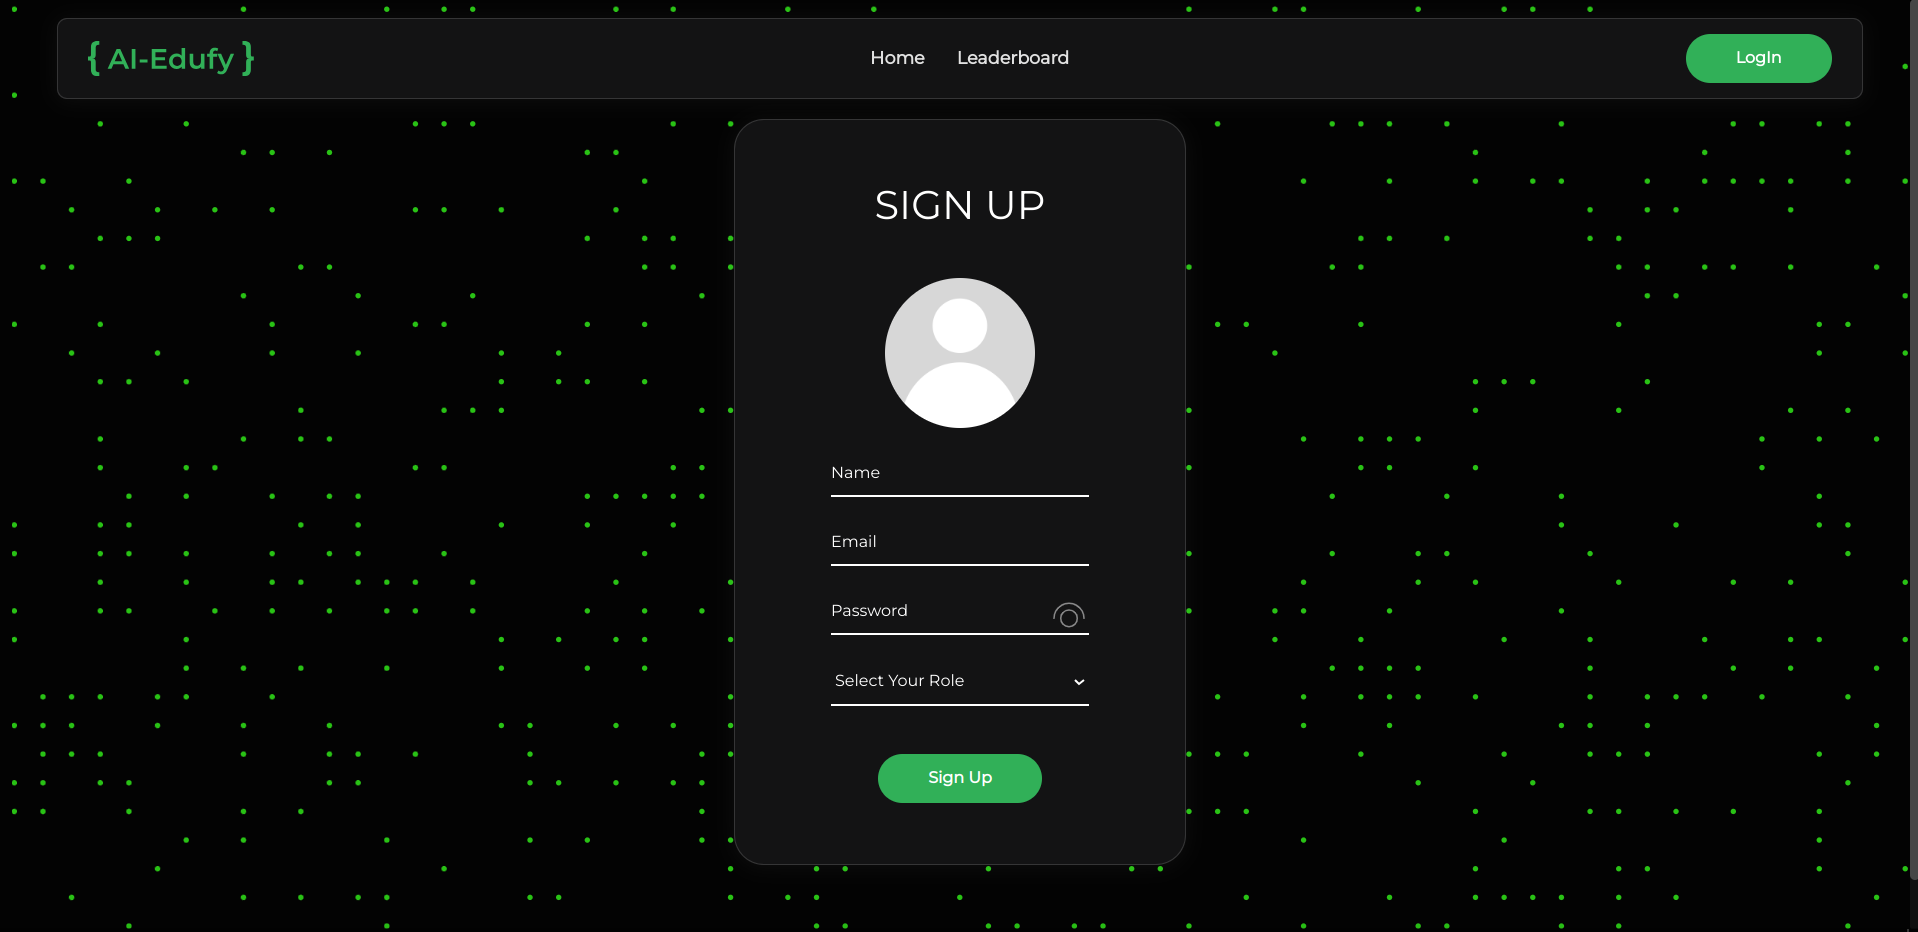 { AI-Edufy }
Home
Leaderboard
LogIn
SIGN UP
Name
Email
Password
Select Your Role
Sign Up